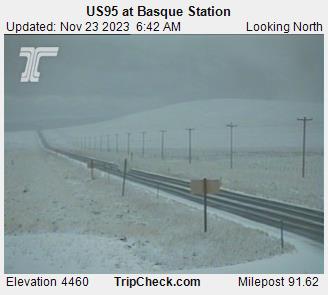 US95 at Basque Station
Updated: Nov 23 2023 6:42 AM Looking North
Elevation 4460 TripCheck.com Milepost 91.62